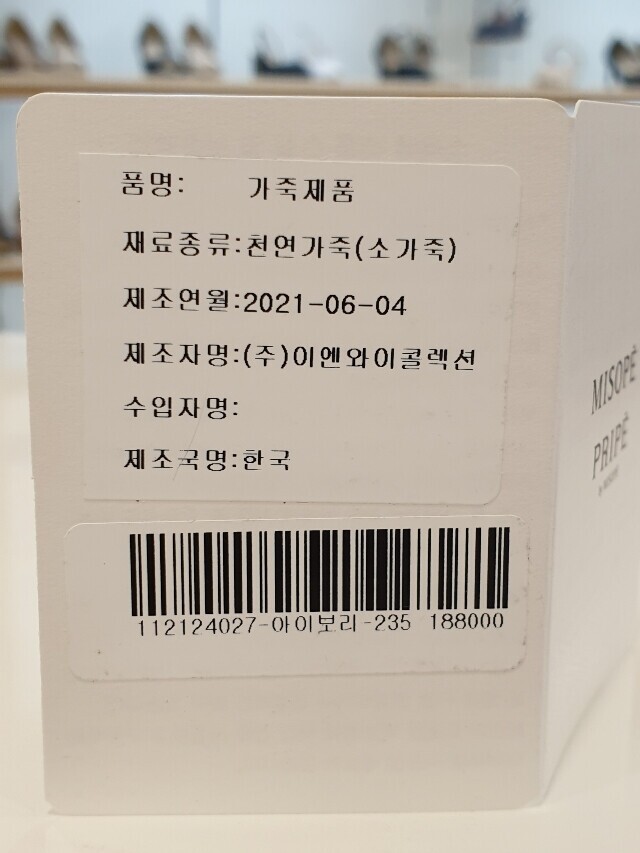 품명: 가죽제품
재료종류:천연가죽(소가죽)
제조연월:2021-06-04
제조자명:(주)이엔와이콜렉션
수입자명:
제조국명:한국
112124027-아이보리-235 188000
MISOPÉ
PRIPÉ